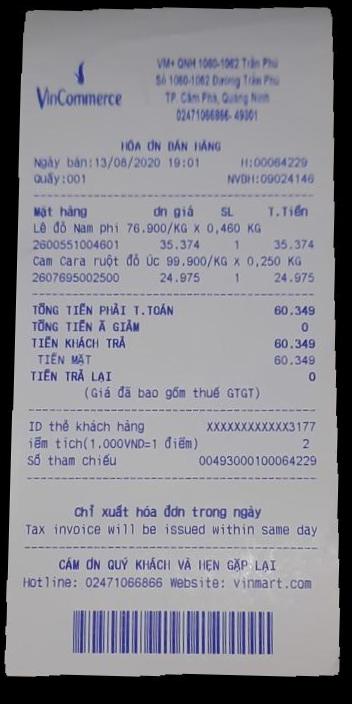 VinCommerce
VM+ QNH 1060-1062 Trần Phú
Số 1060-1062 Đường Trần Phú
TP. Cẩm Phả, Quảng Ninh
02471066866- 49301
HÓA ĐN BÁN HÀNG
Ngày bán:13/08/2020 19:01 H:00064229
Quầy:001 NVBH:09024146
Mặt hàng đn giá SL T.Tiền
Lê đỏ Nam phi 76.900/KG X 0,460 KG
2600551004601 35.374 1 35.374
Cam Cara ruột đỏ Úc 99.900/KG X 0,250 KG
2607695002500 24.975 1 24.975
TỔNG TIỀN PHẢI T.TOÁN 60.349
TỔNG TIỀN Ã GIẢM 0
TIỀN KHÁCH TRẢ 60.349
TIỀN MẶT 60.349
TIỀN TRẢ LẠI 0
(Giá đã bao gồm thuế GTGT)
ID thẻ khách hàng XXXXXXXXXXXX3177
iểm tích(1.000VND=1 điểm) 2
Số tham chiếu 00493000100064229
Chỉ xuất hóa đơn trong ngày
Tax invoice will be issued within same day
CẢM ƠN QUÝ KHÁCH VÀ HẸN GẶP LẠI
Hotline: 02471066866 Website: vinmart.com